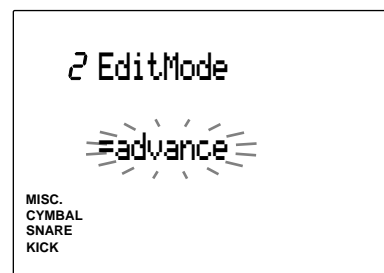 2 EditMode
=advance
MISC.
CYMBAL
SNARE
KICK